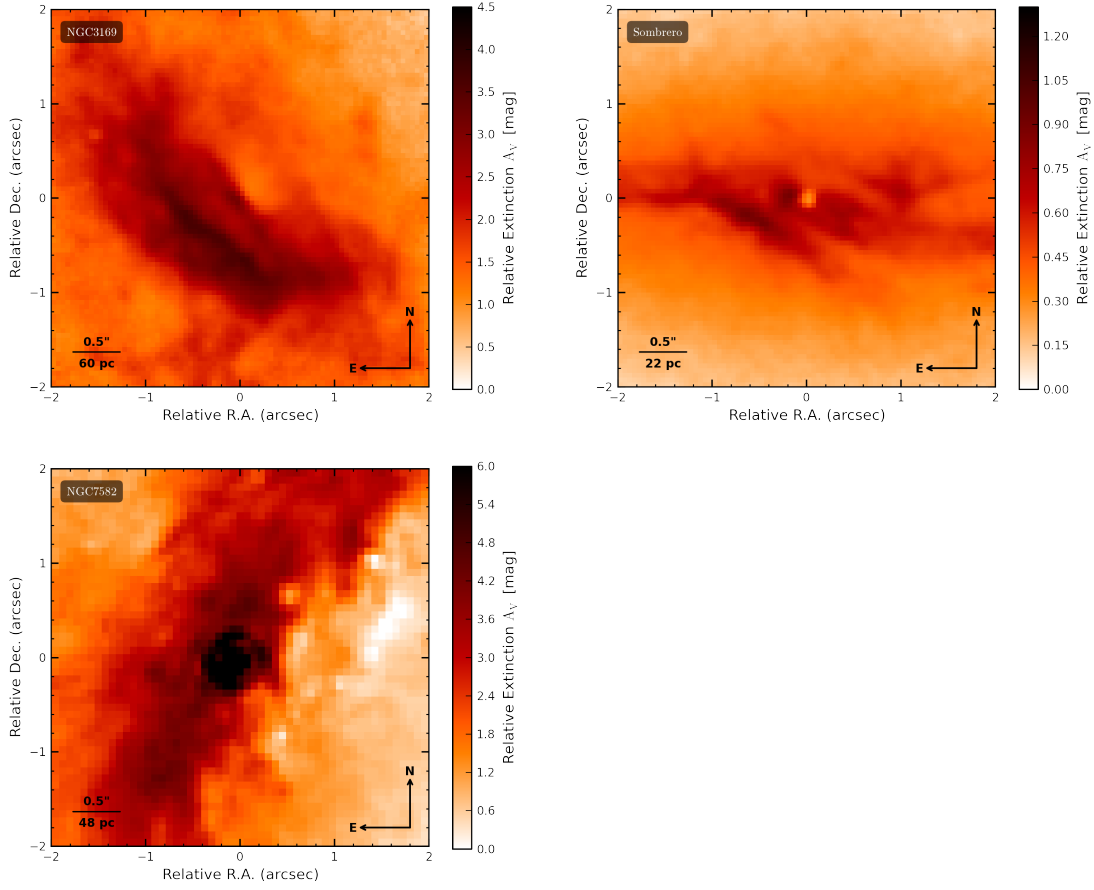 NGC3169
2
1
0
−1
−2
Relative Dec. (arcsec)
−2 −1 0 1 2
Relative R.A. (arcsec)
0.5"
60 pc
N
E
4.5
4.0
3.5
3.0
2.5
2.0
1.5
1.0
0.5
0.0
Relative Extinction A_V [mag]
Sombrero
2
1
0
−1
−2
Relative Dec. (arcsec)
−2 −1 0 1 2
Relative R.A. (arcsec)
0.5"
22 pc
N
E
1.20
1.05
0.90
0.75
0.60
0.45
0.30
0.15
0.00
Relative Extinction A_V [mag]
NGC7582
2
1
0
−1
−2
Relative Dec. (arcsec)
−2 −1 0 1 2
Relative R.A. (arcsec)
0.5"
48 pc
N
E
6.0
5.4
4.8
4.2
3.6
3.0
2.4
1.8
1.2
0.6
0.0
Relative Extinction A_V [mag]